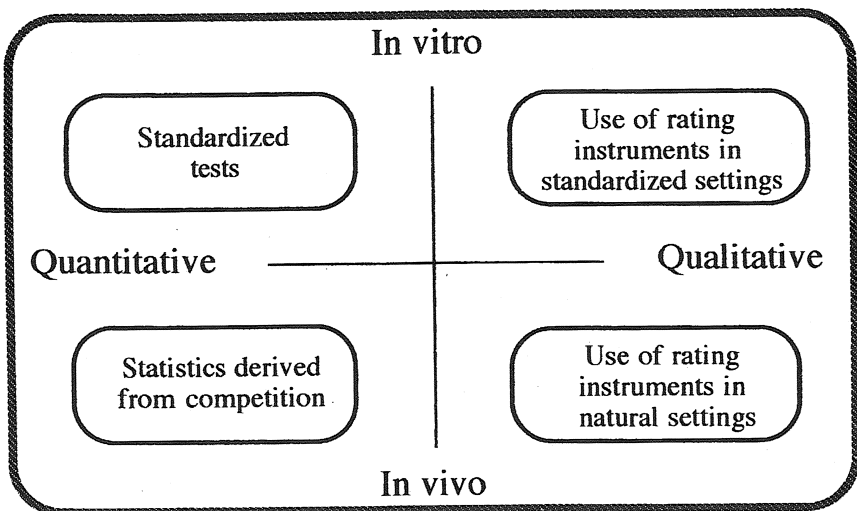 In vitro
Standardized
tests
Use of rating
instruments in
standardized settings
Quantitative
Qualitative
Statistics derived
from competition
Use of rating
instruments in
natural settings
In vivo